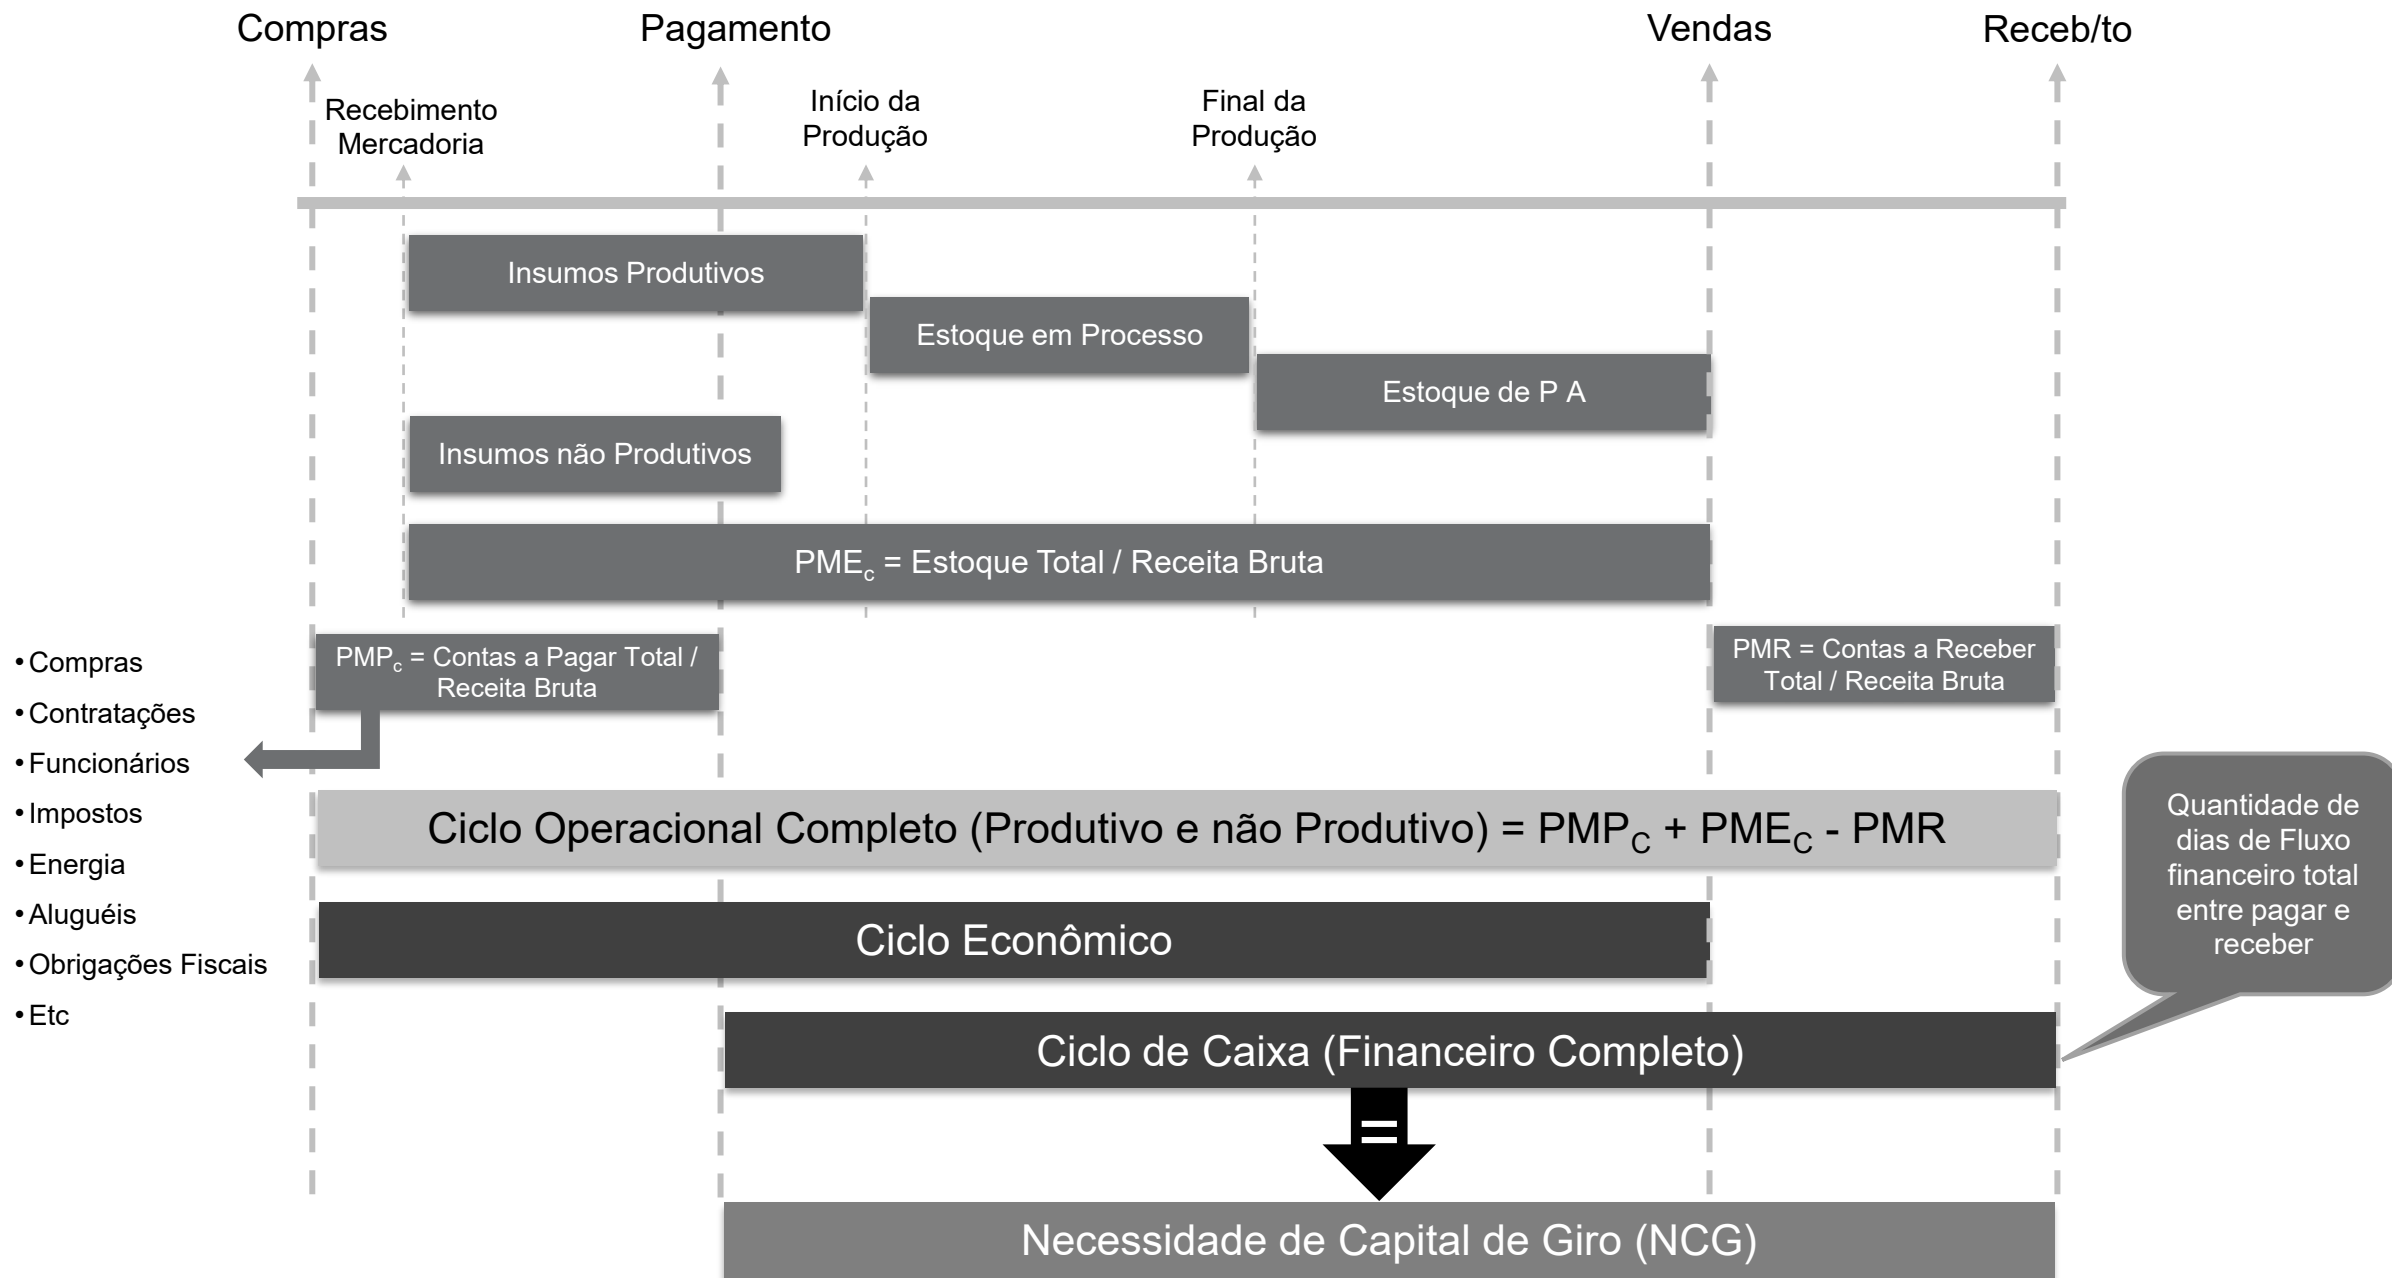 Compras
Pagamento
Vendas
Receb/to
Recebimento
Mercadoria
Início da
Produção
Final da
Produção
Insumos Produtivos
Estoque em Processo
Estoque de P A
Insumos não Produtivos
PMEc = Estoque Total / Receita Bruta
PMPc = Contas a Pagar Total /
Receita Bruta
PMR = Contas a Receber
Total / Receita Bruta
• Compras
• Contratações
• Funcionários
• Impostos
• Energia
• Aluguéis
• Obrigações Fiscais
• Etc
Ciclo Operacional Completo (Produtivo e não Produtivo) = PMPC + PMEC - PMR
Quantidade de
dias de Fluxo
financeiro total
entre pagar e
receber
Ciclo Econômico
Ciclo de Caixa (Financeiro Completo)
=
Necessidade de Capital de Giro (NCG)